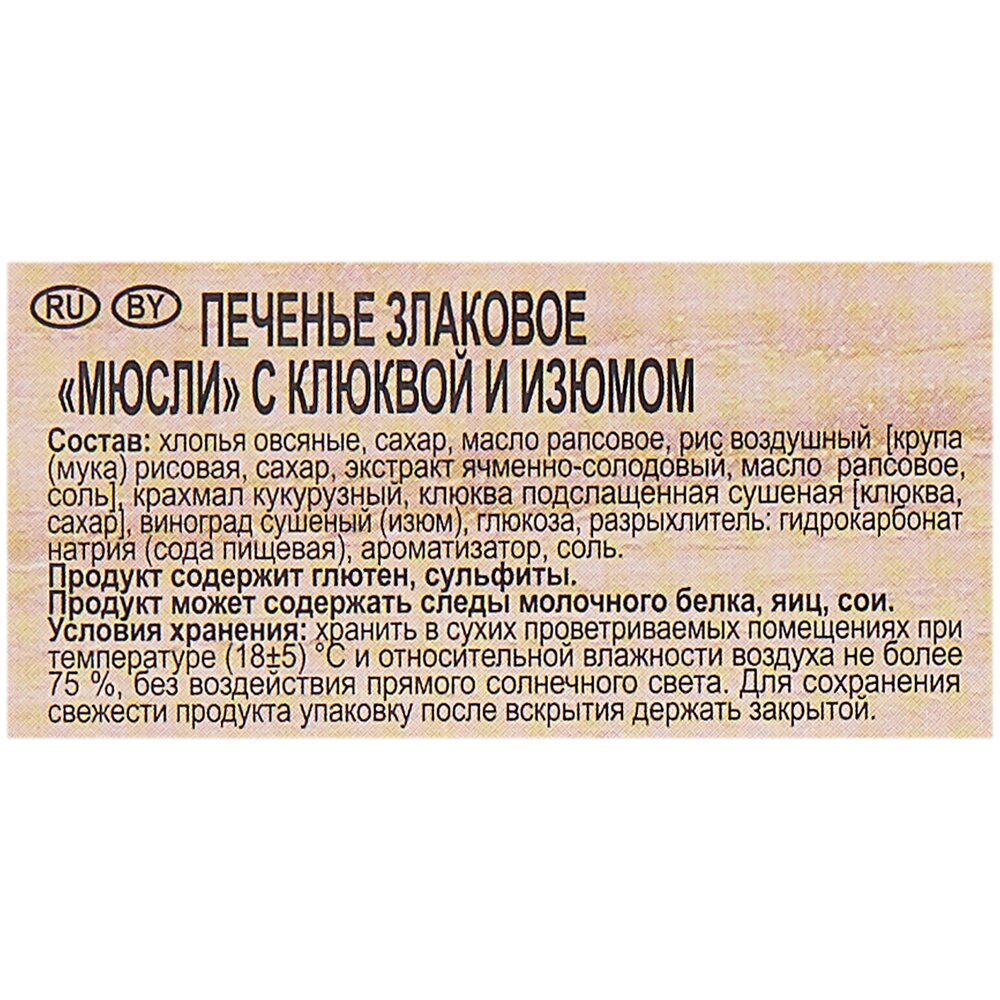 RU BY ПЕЧЕНЬЕ ЗЛАКОВОЕ
«МЮСЛИ» С КЛЮКВОЙ И ИЗЮМОМ
Состав: хлопья овсяные, сахар, масло рапсовое, рис воздушный [крупа
(мука) рисовая, сахар, экстракт ячменно-солодовый, масло рапсовое,
соль], крахмал кукурузный, клюква подслащенная сушеная [клюква,
сахар], виноград сушеный (изюм), глюкоза, разрыхлитель: гидрокарбонат
натрия (сода пищевая), ароматизатор, соль.
Продукт содержит глютен, сульфиты.
Продукт может содержать следы молочного белка, яиц, сои.
Условия хранения: хранить в сухих проветриваемых помещениях при
температуре (18±5) °С и относительной влажности воздуха не более
75 %, без воздействия прямого солнечного света. Для сохранения
свежести продукта упаковку после вскрытия держать закрытой.